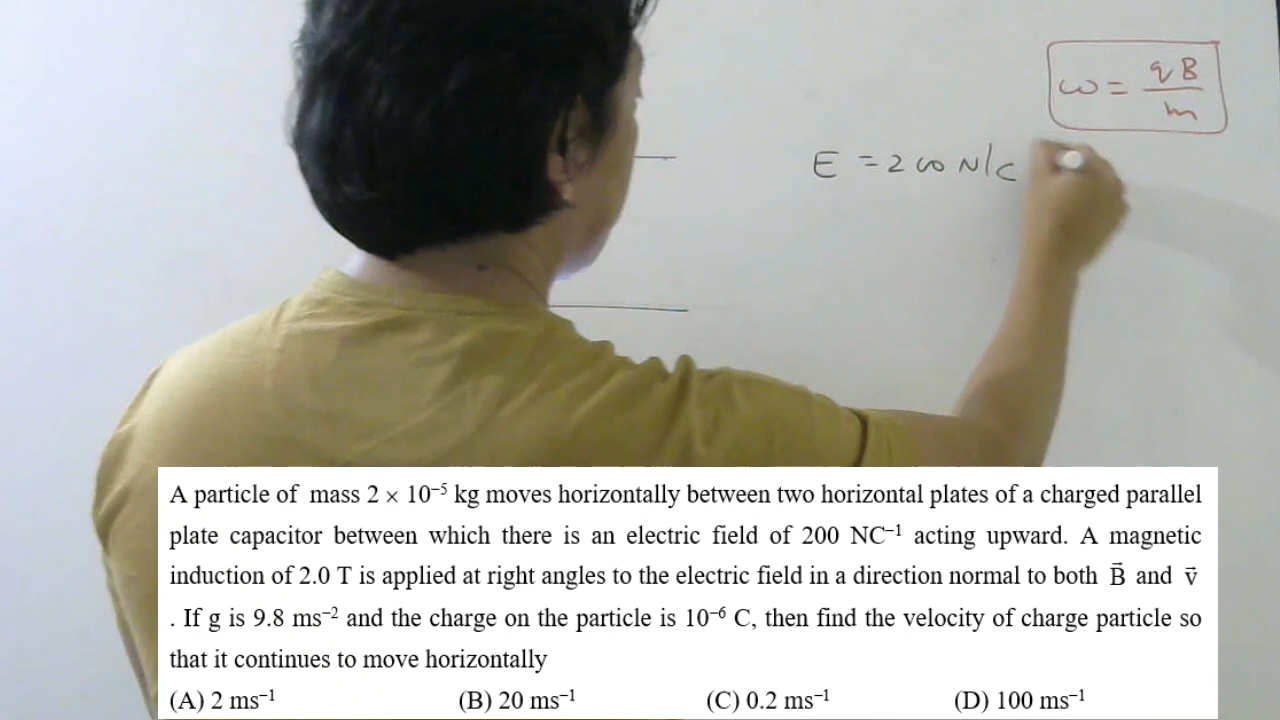 ω = qB/m
E = 200 N/C
A particle of mass 2 × 10⁻⁵ kg moves horizontally between two horizontal plates of a charged parallel
plate capacitor between which there is an electric field of 200 NC⁻¹ acting upward. A magnetic
induction of 2.0 T is applied at right angles to the electric field in a direction normal to both B⃗ and v⃗
. If g is 9.8 ms⁻² and the charge on the particle is 10⁻⁶ C, then find the velocity of charge particle so
that it continues to move horizontally
(A) 2 ms⁻¹ (B) 20 ms⁻¹ (C) 0.2 ms⁻¹ (D) 100 ms⁻¹